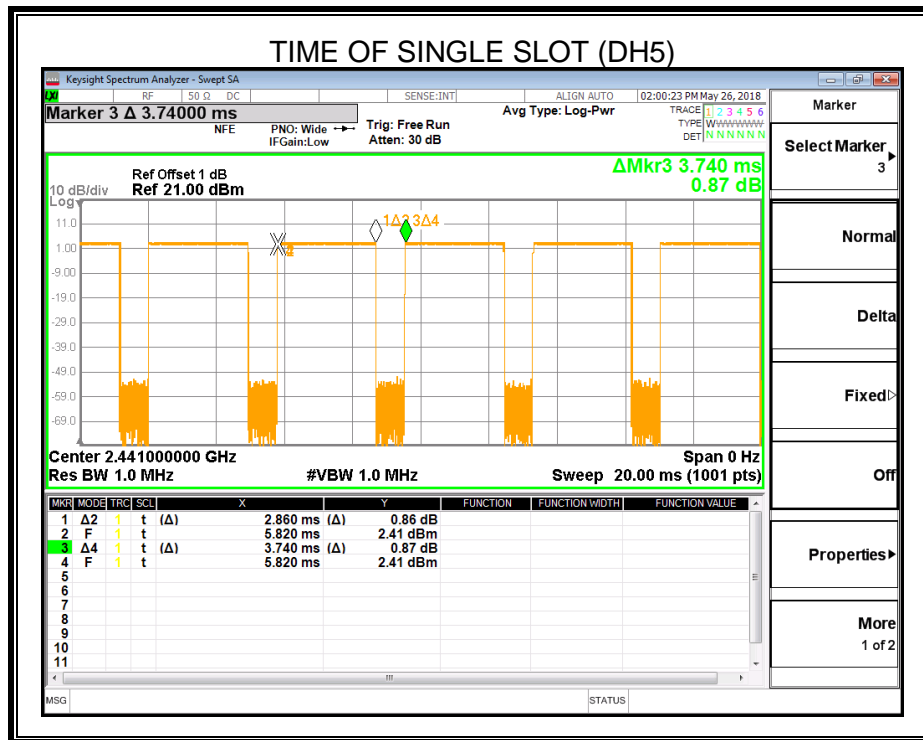 TIME OF SINGLE SLOT (DH5)
Keysight Spectrum Analyzer - Swept SA
LXI RF 50 Ω DC SENSE:INT ALIGN AUTO 02:00:23 PM May 26, 2018
Marker 3 Δ 3.74000 ms
NFE
PNO: Wide
IFGain:Low
Trig: Free Run
Atten: 30 dB
Avg Type: Log-Pwr
TRACE 1 2 3 4 5 6
TYPE WWWWWW
DET N N N N N N
ΔMkr3 3.740 ms
0.87 dB
Ref Offset 1 dB
10 dB/div Ref 21.00 dBm
Log
11.0
1.00
-9.00
-19.0
-29.0
-39.0
-49.0
-59.0
-69.0
3Δ4
Center 2.441000000 GHz Span 0 Hz
Res BW 1.0 MHz #VBW 1.0 MHz Sweep 20.00 ms (1001 pts)
MKR MODE TRC SCL X Y FUNCTION FUNCTION WIDTH FUNCTION VALUE
1 Δ2 1 t (Δ) 2.860 ms (Δ) 0.86 dB
2 F 1 t 5.820 ms 2.41 dBm
3 Δ4 1 t (Δ) 3.740 ms (Δ) 0.87 dB
4 F 1 t 5.820 ms 2.41 dBm
5
6
7
8
9
10
11
MSG STATUS
Marker
Select Marker
3
Normal
Delta
Fixed
Off
Properties
More
1 of 2